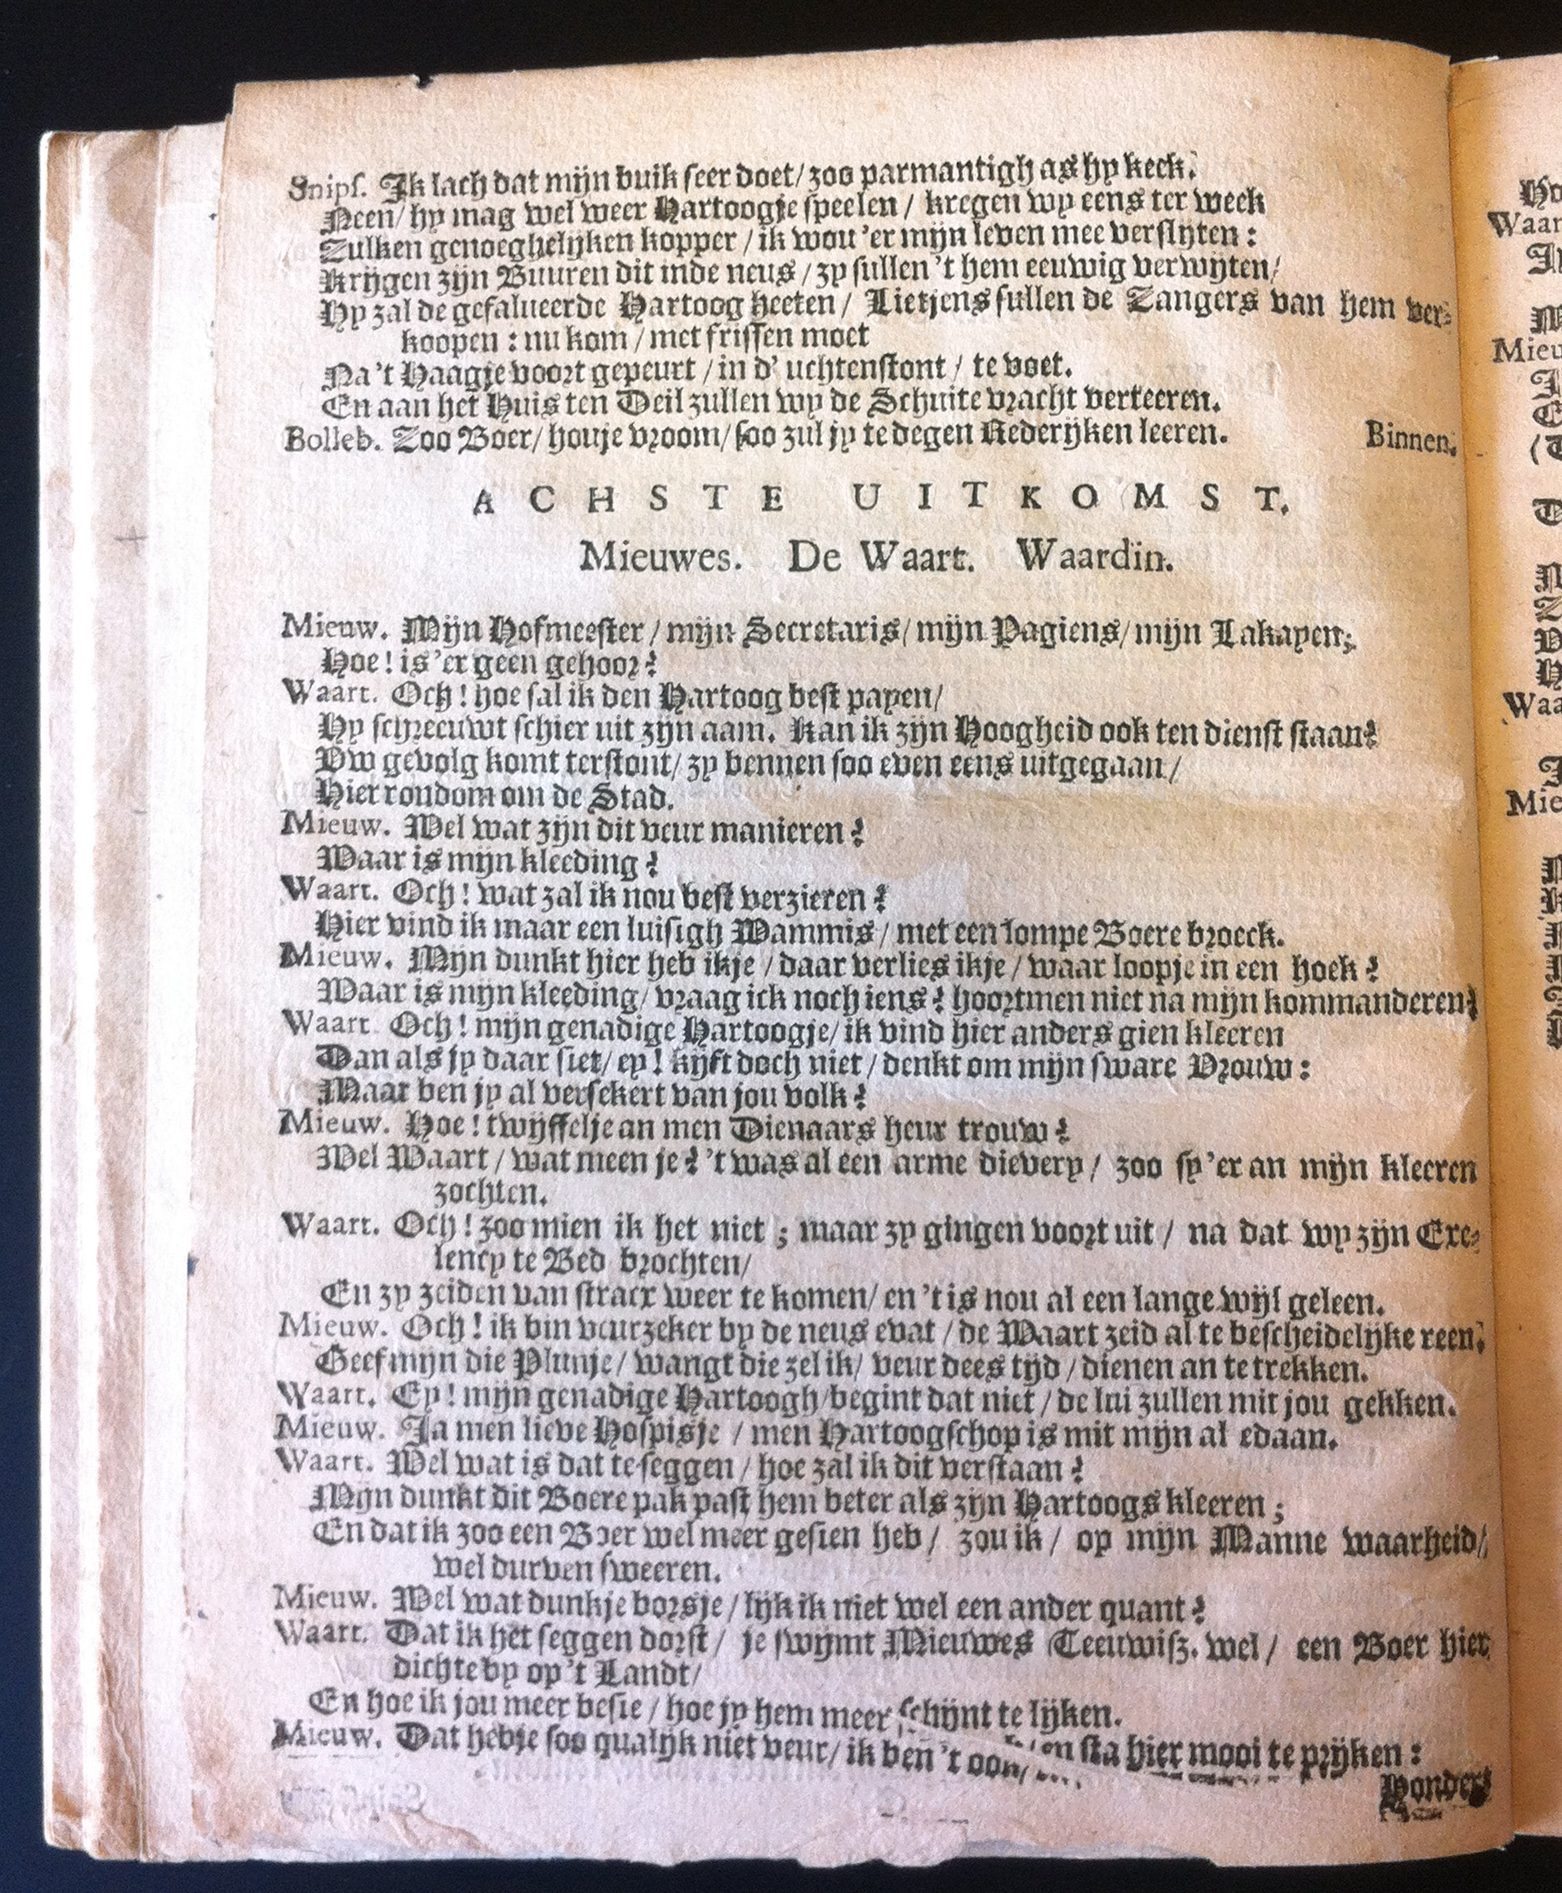 Snips. Ik lach dat mijn buik seer doet/ zoo parmantigh as hy keek.
Neen/ hy mag wel weer Hartoogje speelen/ kregen wy eens ter week
Zulken genoeghelijken kopper/ ik wou 'er mijn leven mee verslijten:
Krijgen zijn Buuren dit inde neus/ zy sullen 't hem eeuwig verwijten/
Hy zal de gefalueerde Hartoog heeten/ Lietjens sullen de Zangers van hem ver-
koopen: nu kom/ met frissen moet
Na 't Haagje voort gepeurt/ in d' uchtenstont/ te voet.
En aan het Huis ten Deil zullen wy de Schuite vracht verteeren.
Bolleb. Zoo Boer/ houje vroom/ soo zul jy te degen Rederijken leeren. Binnen.
ACHSTE UITKOMST.
Mieuwes. De Waart. Waardin.
Mieuw. Mijn Hofmeester/ mijn Secretaris/ mijn Pagiens/ mijn Lakayen;
Hoe! is 'er geen gehoor?
Waart. Och! hoe sal ik den Hartoog best payen/
Hy schreeuwt schier uit zijn aam. Kan ik zijn Hoogheid ook ten dienst staan?
Uw gevolg komt terstont/ zy bennen soo even eens uitgegaan/
Hier rondom om de Stad.
Mieuw. Wel wat zijn dit veur manieren?
Waar is mijn kleeding?
Waart. Och! wat zal ik nou best verzieren?
Hier vind ik maar een luisigh Wammis/ met een lompe Boere broeck.
Mieuw. Mijn dunkt hier heb ikje/ daar verlies ikje/ waar loopje in een hoek?
Waar is mijn kleeding/ vraag ick noch iens? hoortmen niet na mijn kommanderen?
Waart. Och! mijn genadige Hartoogje/ ik vind hier anders gien kleeren
Dan als jy daar siet/ ey! kijft doch niet/ denkt om mijn sware Vrouw:
Maar ben jy al versekert van jou volk?
Mieuw. Hoe! twijffelje an men Dienaars heur trouw?
Wel Waart/ wat meen je? 't was al een arme dievery/ zoo sy 'er an mijn kleeren
zochten.
Waart. Och! zoo mien ik het niet; maar zy gingen voort uit/ na dat wy zijn Exe-
lency te Bed brochten/
En zy zeiden van stracx weer te komen/ en 't is nou al een lange wijl geleen.
Mieuw. Och! ik bin veurzeker by de neus evat/ de Waart zeid al te bescheidelijke reen.
Geef mijn die Plunje/ wangt die zel ik/ veur dees tijd/ dienen an te trekken.
Waart. Ey! mijn genadige Hartoogh/ begint dat niet/ de lui zullen mit jou gekken.
Mieuw. Ja men lieve Hospisje/ men Hartoogschop is mit mijn al edaan.
Waart. Wel wat is dat te seggen/ hoe zal ik dit verstaan?
Mijn dunkt dit Boere pak past hem beter als zijn Hartoogs kleeren;
En dat ik zoo een Boer wel meer gesien heb/ zou ik/ op mijn Manne waarheid/
wel durven sweeren.
Mieuw. Wel wat dunkje borsje/ lijk ik niet wel een ander quant?
Waart. Dat ik het seggen dorst/ je swijmt Mieuwes Teeuwisz. wel/ een Boer hier
dichte by op 't Landt/
En hoe ik jou meer besie/ hoe jy hem meer schijnt te lijken.
Mieuw. Dat hebje soo qualijk niet veur/ ik ben 't ook/ en sta hier mooi te prijken:
Honder
Ho
Waar
Mieu
Waa
Mie